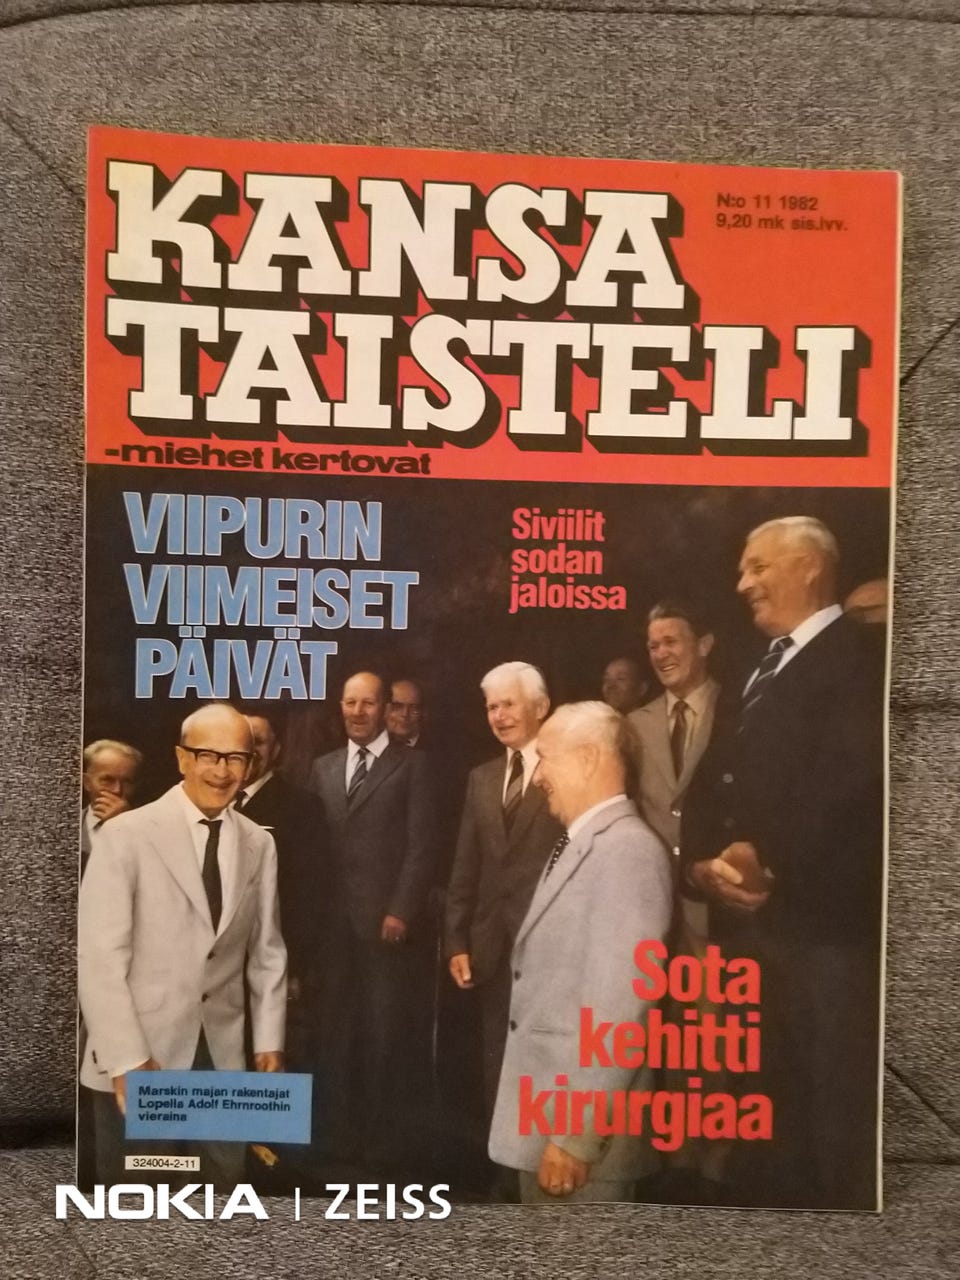 KANSA
TAISTELI
-miehet kertovat
N:o 11 1982
9,20 mk sis.lvv.
VIIPURIN
VIIMEISET
PÄIVÄT
Siviilit
sodan
jaloissa
Sota
kehitti
kirurgiaa
Marskin majan rakentajat
Lopella Adolf Ehrnroothin
vieraina
324004-2-11
NOKIA | ZEISS